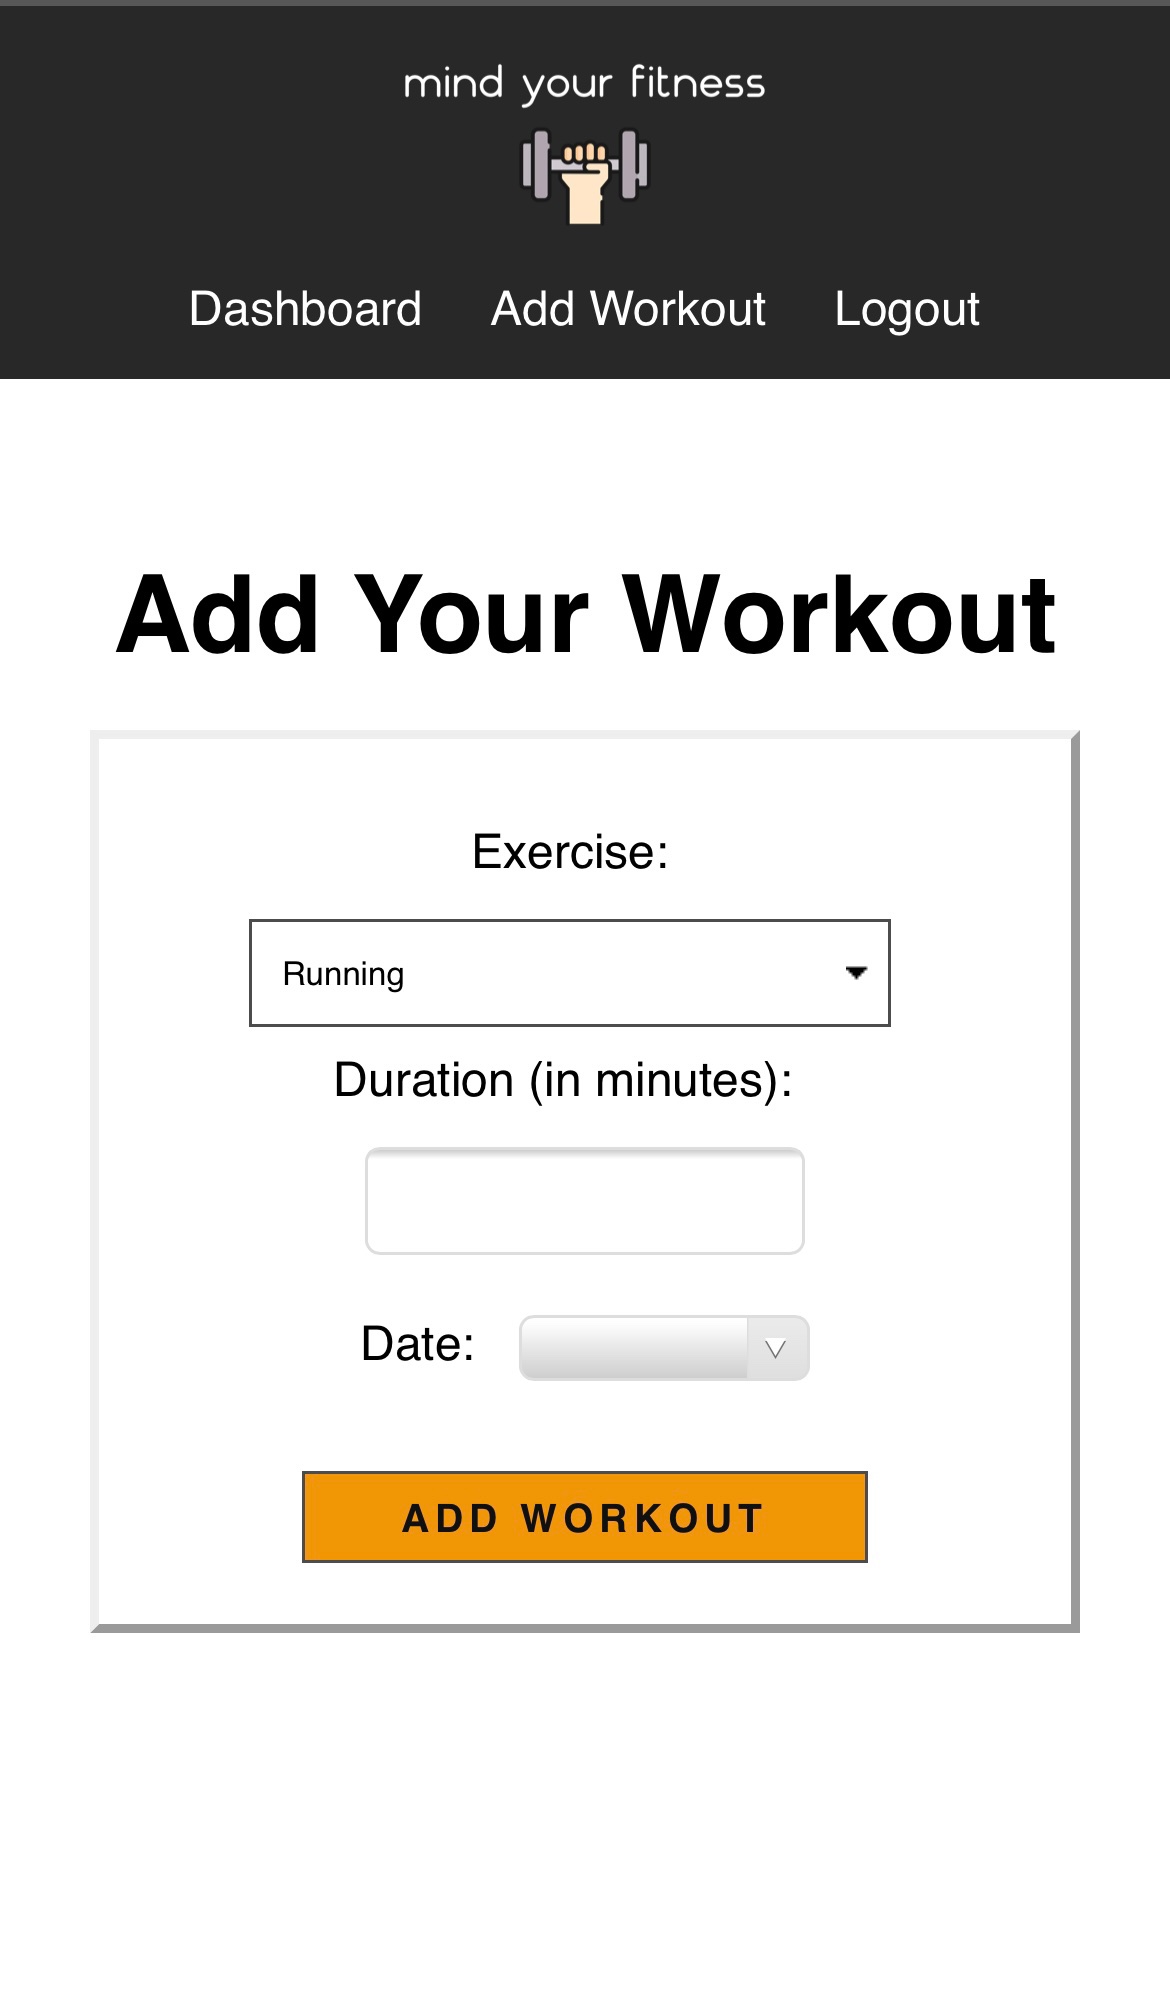 mind your fitness
Dashboard Add Workout Logout
Add Your Workout
Exercise:
Running
Duration (in minutes):
Date:
ADD WORKOUT